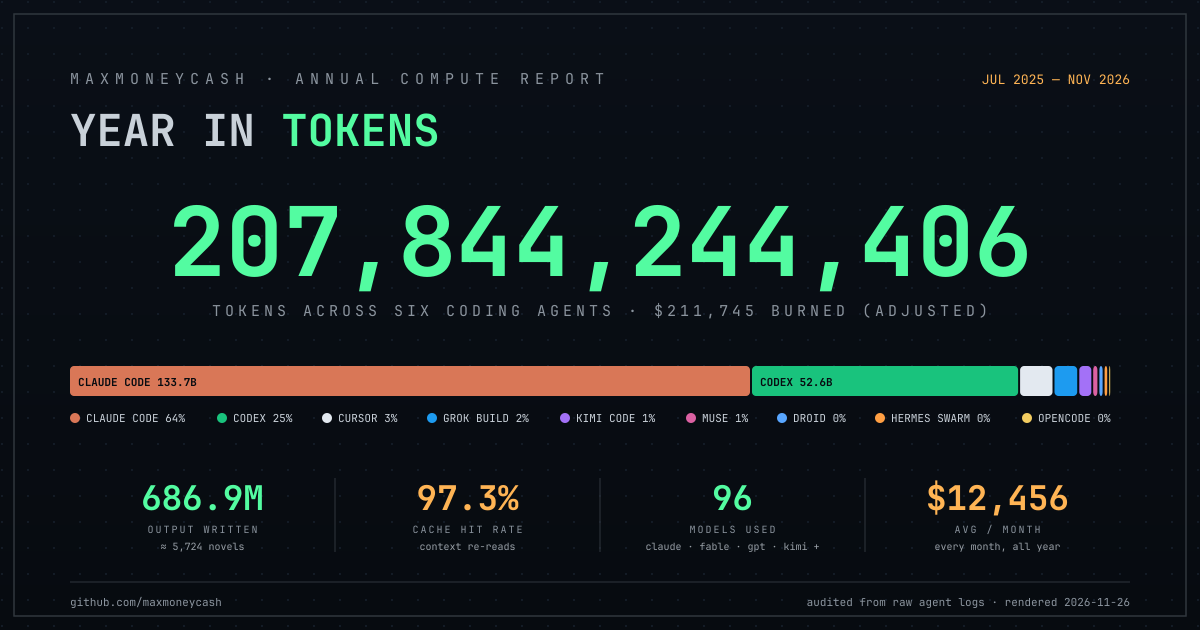 MAXMONEYCASH · ANNUAL COMPUTE REPORT
JUL 2025 — NOV 2026
YEAR IN TOKENS
207,844,244,406
TOKENS ACROSS SIX CODING AGENTS · $211,745 BURNED (ADJUSTED)
CLAUDE CODE 133.7B
CODEX 52.6B
CLAUDE CODE 64% CODEX 25% CURSOR 3% GROK BUILD 2% KIMI CODE 1% MUSE 1% DROID 0% HERMES SWARM 0% OPENCODE 0%
686.9M
OUTPUT WRITTEN
≈ 5,724 novels
97.3%
CACHE HIT RATE
context re-reads
96
MODELS USED
claude · fable · gpt · kimi +
$12,456
AVG / MONTH
every month, all year
github.com/maxmoneycash
audited from raw agent logs · rendered 2026-11-26